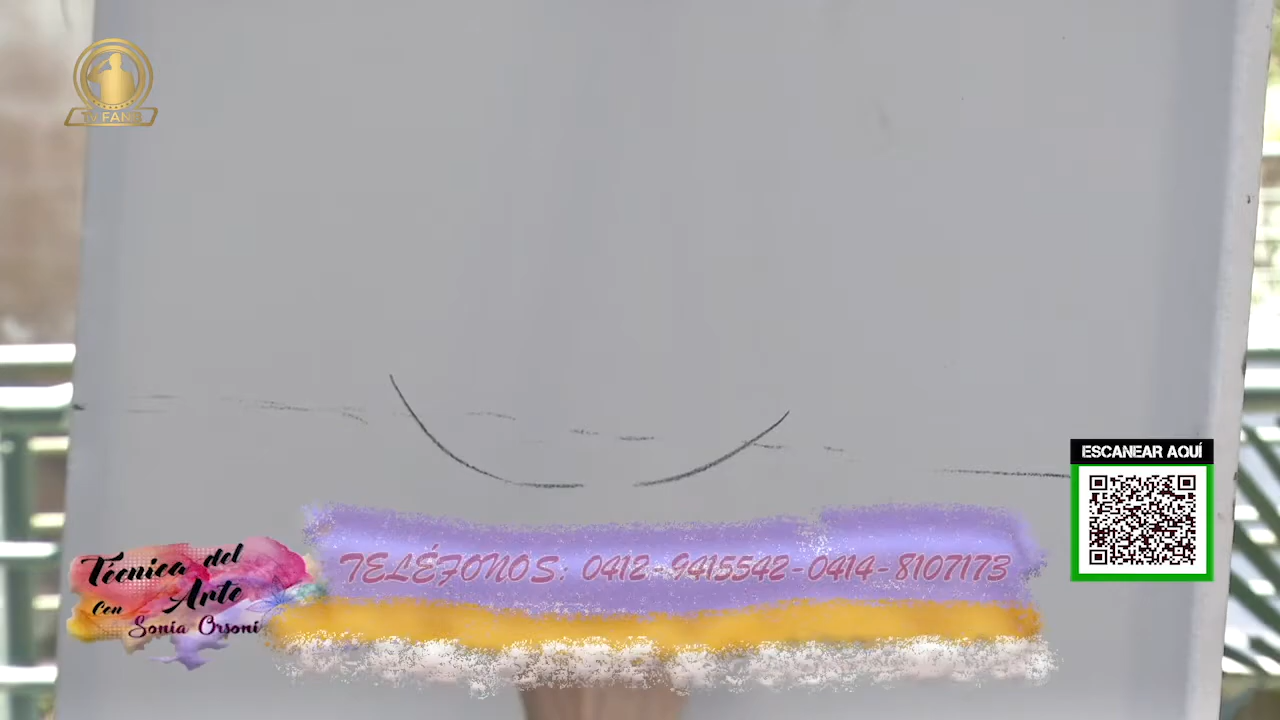 TV FANB
ESCANEAR AQUÍ
TELÉFONOS: 0412-9415542-0414-8107173
Técnica del
Con Arte
Sonia Orsoni